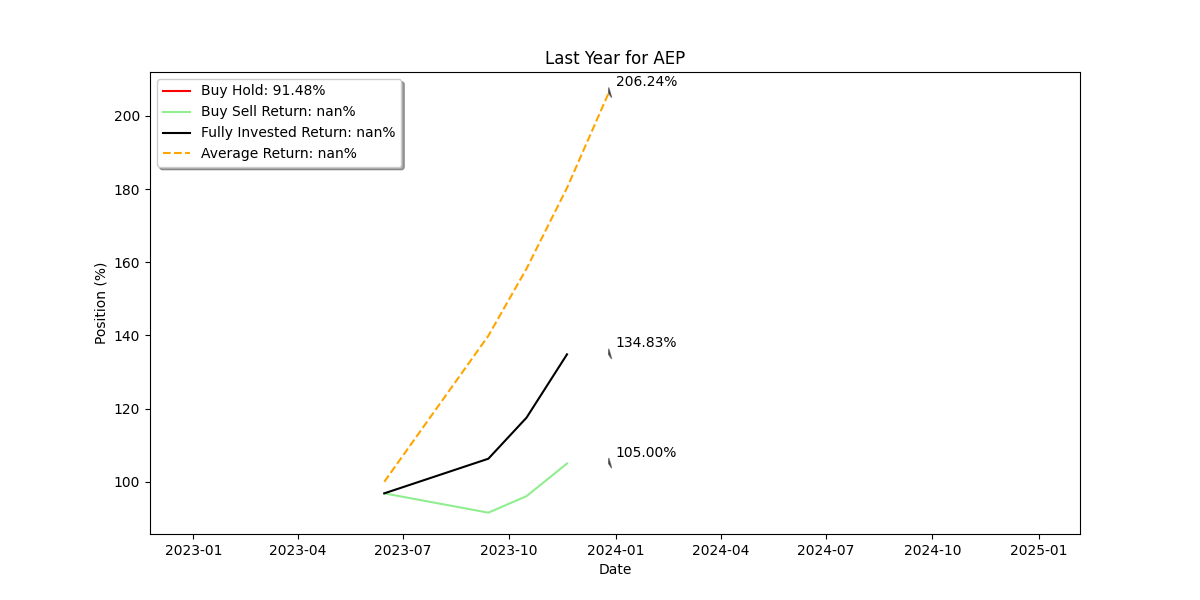 Last Year for AEP
Buy Hold: 91.48%
Buy Sell Return: nan%
Fully Invested Return: nan%
Average Return: nan%
206.24%
134.83%
105.00%
Position (%)
200
180
160
140
120
100
2023-01 2023-04 2023-07 2023-10 2024-01 2024-04 2024-07 2024-10 2025-01
Date